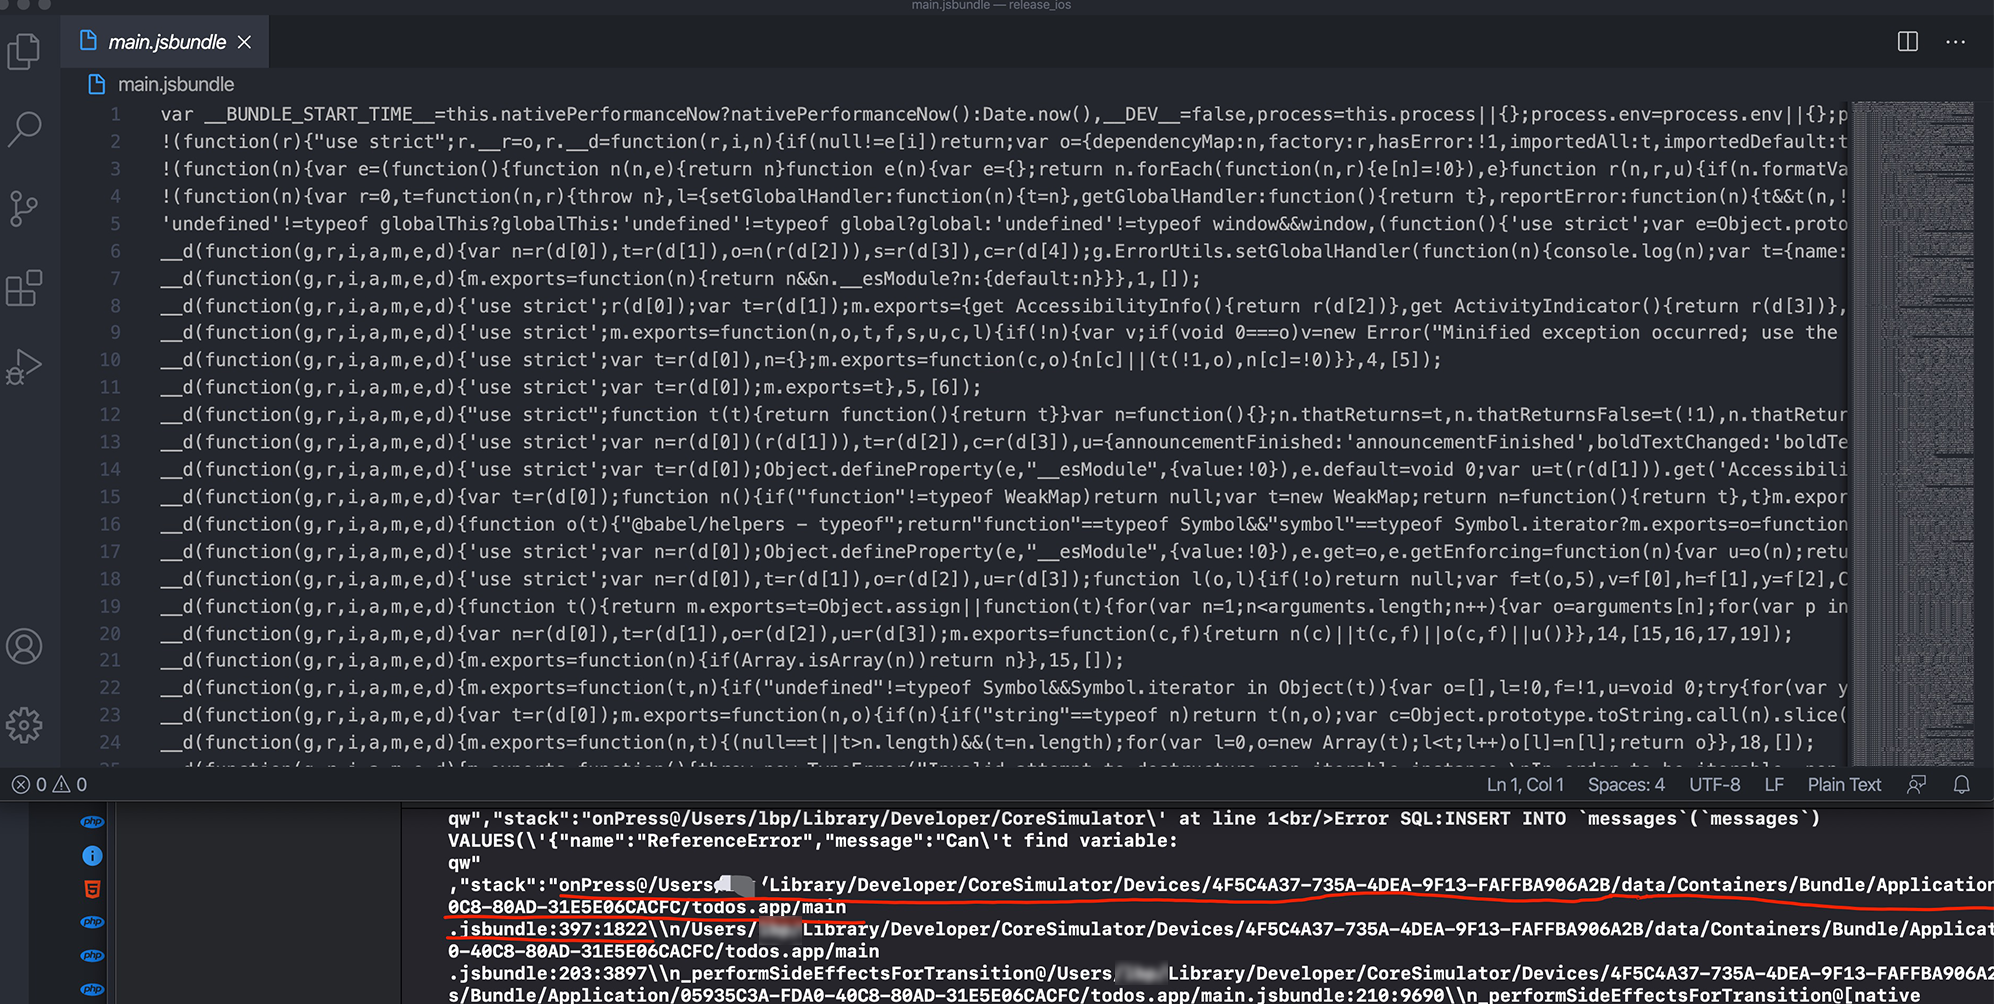 main.jsbundle — release_ios
main.jsbundle
main.jsbundle
1 var __BUNDLE_START_TIME__=this.nativePerformanceNow?nativePerformanceNow():Date.now(),__DEV__=false,process=this.process||{};process.env=process.env||{};p
2 !(function(r){"use strict";r.__r=o,r.__d=function(r,i,n){if(null!=e[i])return;var o={dependencyMap:n,factory:r,hasError:!1,importedAll:t,importedDefault:t
3 !(function(n){var e=(function(){function n(n,e){return n}function e(n){var e={};return n.forEach(function(n,r){e[n]=!0}),e}function r(n,r,u){if(n.formatVa
4 !(function(n){var r=0,t=function(n,r){throw n},l={setGlobalHandler:function(n){t=n},getGlobalHandler:function(){return t},reportError:function(n){t&&t(n,!
5 'undefined'!=typeof globalThis?globalThis:'undefined'!=typeof global?global:'undefined'!=typeof window&&window,(function(){'use strict';var e=Object.proto
6 __d(function(g,r,i,a,m,e,d){var n=r(d[0]),t=r(d[1]),o=n(r(d[2])),s=r(d[3]),c=r(d[4]);g.ErrorUtils.setGlobalHandler(function(n){console.log(n);var t={name:
7 __d(function(g,r,i,a,m,e,d){m.exports=function(n){return n&&n.__esModule?n:{default:n}}},1,[]);
8 __d(function(g,r,i,a,m,e,d){'use strict';r(d[0]);var t=r(d[1]);m.exports={get AccessibilityInfo(){return r(d[2])},get ActivityIndicator(){return r(d[3])},
9 __d(function(g,r,i,a,m,e,d){'use strict';m.exports=function(n,o,t,f,s,u,c,l){if(!n){var v;if(void 0===o)v=new Error("Minified exception occurred; use the
10 __d(function(g,r,i,a,m,e,d){'use strict';var t=r(d[0]),n={};m.exports=function(c,o){n[c]||(t(!1,o),n[c]=!0)}},4,[5]);
11 __d(function(g,r,i,a,m,e,d){'use strict';var t=r(d[0]);m.exports=t},5,[6]);
12 __d(function(g,r,i,a,m,e,d){"use strict";function t(t){return function(){return t}}var n=function(){};n.thatReturns=t,n.thatReturnsFalse=t(!1),n.thatRetur
13 __d(function(g,r,i,a,m,e,d){'use strict';var n=r(d[0])(r(d[1])),t=r(d[2]),c=r(d[3]),u={announcementFinished:'announcementFinished',boldTextChanged:'boldTe
14 __d(function(g,r,i,a,m,e,d){'use strict';var t=r(d[0]);Object.defineProperty(e,"__esModule",{value:!0}),e.default=void 0;var u=t(r(d[1])).get('Accessibili
15 __d(function(g,r,i,a,m,e,d){var t=r(d[0]);function n(){if("function"!=typeof WeakMap)return null;var t=new WeakMap;return n=function(){return t},t}m.expor
16 __d(function(g,r,i,a,m,e,d){function o(t){"@babel/helpers - typeof";return"function"==typeof Symbol&&"symbol"==typeof Symbol.iterator?m.exports=o=function
17 __d(function(g,r,i,a,m,e,d){'use strict';var n=r(d[0]);Object.defineProperty(e,"__esModule",{value:!0}),e.get=o,e.getEnforcing=function(n){var u=o(n);retu
18 __d(function(g,r,i,a,m,e,d){'use strict';var n=r(d[0]),t=r(d[1]),o=r(d[2]),u=r(d[3]);function l(o,l){if(!o)return null;var f=t(o,5),v=f[0],h=f[1],y=f[2],C
19 __d(function(g,r,i,a,m,e,d){function t(){return m.exports=t=Object.assign||function(t){for(var n=1;n<arguments.length;n++){var o=arguments[n];for(var p in
20 __d(function(g,r,i,a,m,e,d){var n=r(d[0]),t=r(d[1]),o=r(d[2]),u=r(d[3]);m.exports=function(c,f){return n(c)||t(c,f)||o(c,f)||u()}},14,[15,16,17,19]);
21 __d(function(g,r,i,a,m,e,d){m.exports=function(n){if(Array.isArray(n))return n}},15,[]);
22 __d(function(g,r,i,a,m,e,d){m.exports=function(t,n){if("undefined"!=typeof Symbol&&Symbol.iterator in Object(t)){var o=[],l=!0,f=!1,u=void 0;try{for(var y
23 __d(function(g,r,i,a,m,e,d){var t=r(d[0]);m.exports=function(n,o){if(n){if("string"==typeof n)return t(n,o);var c=Object.prototype.toString.call(n).slice(
24 __d(function(g,r,i,a,m,e,d){m.exports=function(n,t){(null==t||t>n.length)&&(t=n.length);for(var l=0,o=new Array(t);l<t;l++)o[l]=n[l];return o}},18,[]);
0 0 Ln 1, Col 1 Spaces: 4 UTF-8 LF Plain Text
qw","stack":"onPress@/Users/lbp/Library/Developer/CoreSimulator\' at line 1<br/>Error SQL:INSERT INTO `messages`(`messages`)
VALUES(\'{"name":"ReferenceError","message":"Can\'t find variable:
qw"
,"stack":"onPress@/Users/ /Library/Developer/CoreSimulator/Devices/4F5C4A37-735A-4DEA-9F13-FAFFBA906A2B/data/Containers/Bundle/Application
0C8-80AD-31E5E06CACFC/todos.app/main
.jsbundle:397:1822\\n/Users/ Library/Developer/CoreSimulator/Devices/4F5C4A37-735A-4DEA-9F13-FAFFBA906A2B/data/Containers/Bundle/Applicat
0-40C8-80AD-31E5E06CACFC/todos.app/main
.jsbundle:203:3897\\n_performSideEffectsForTransition@/Users/ Library/Developer/CoreSimulator/Devices/4F5C4A37-735A-4DEA-9F13-FAFFBA906A2
s/Bundle/Application/05935C3A-FDA0-40C8-80AD-31E5E06CACFC/todos.app/main.jsbundle:210:9690\\n_performSideEffectsForTransition@[native
php
php
php
php